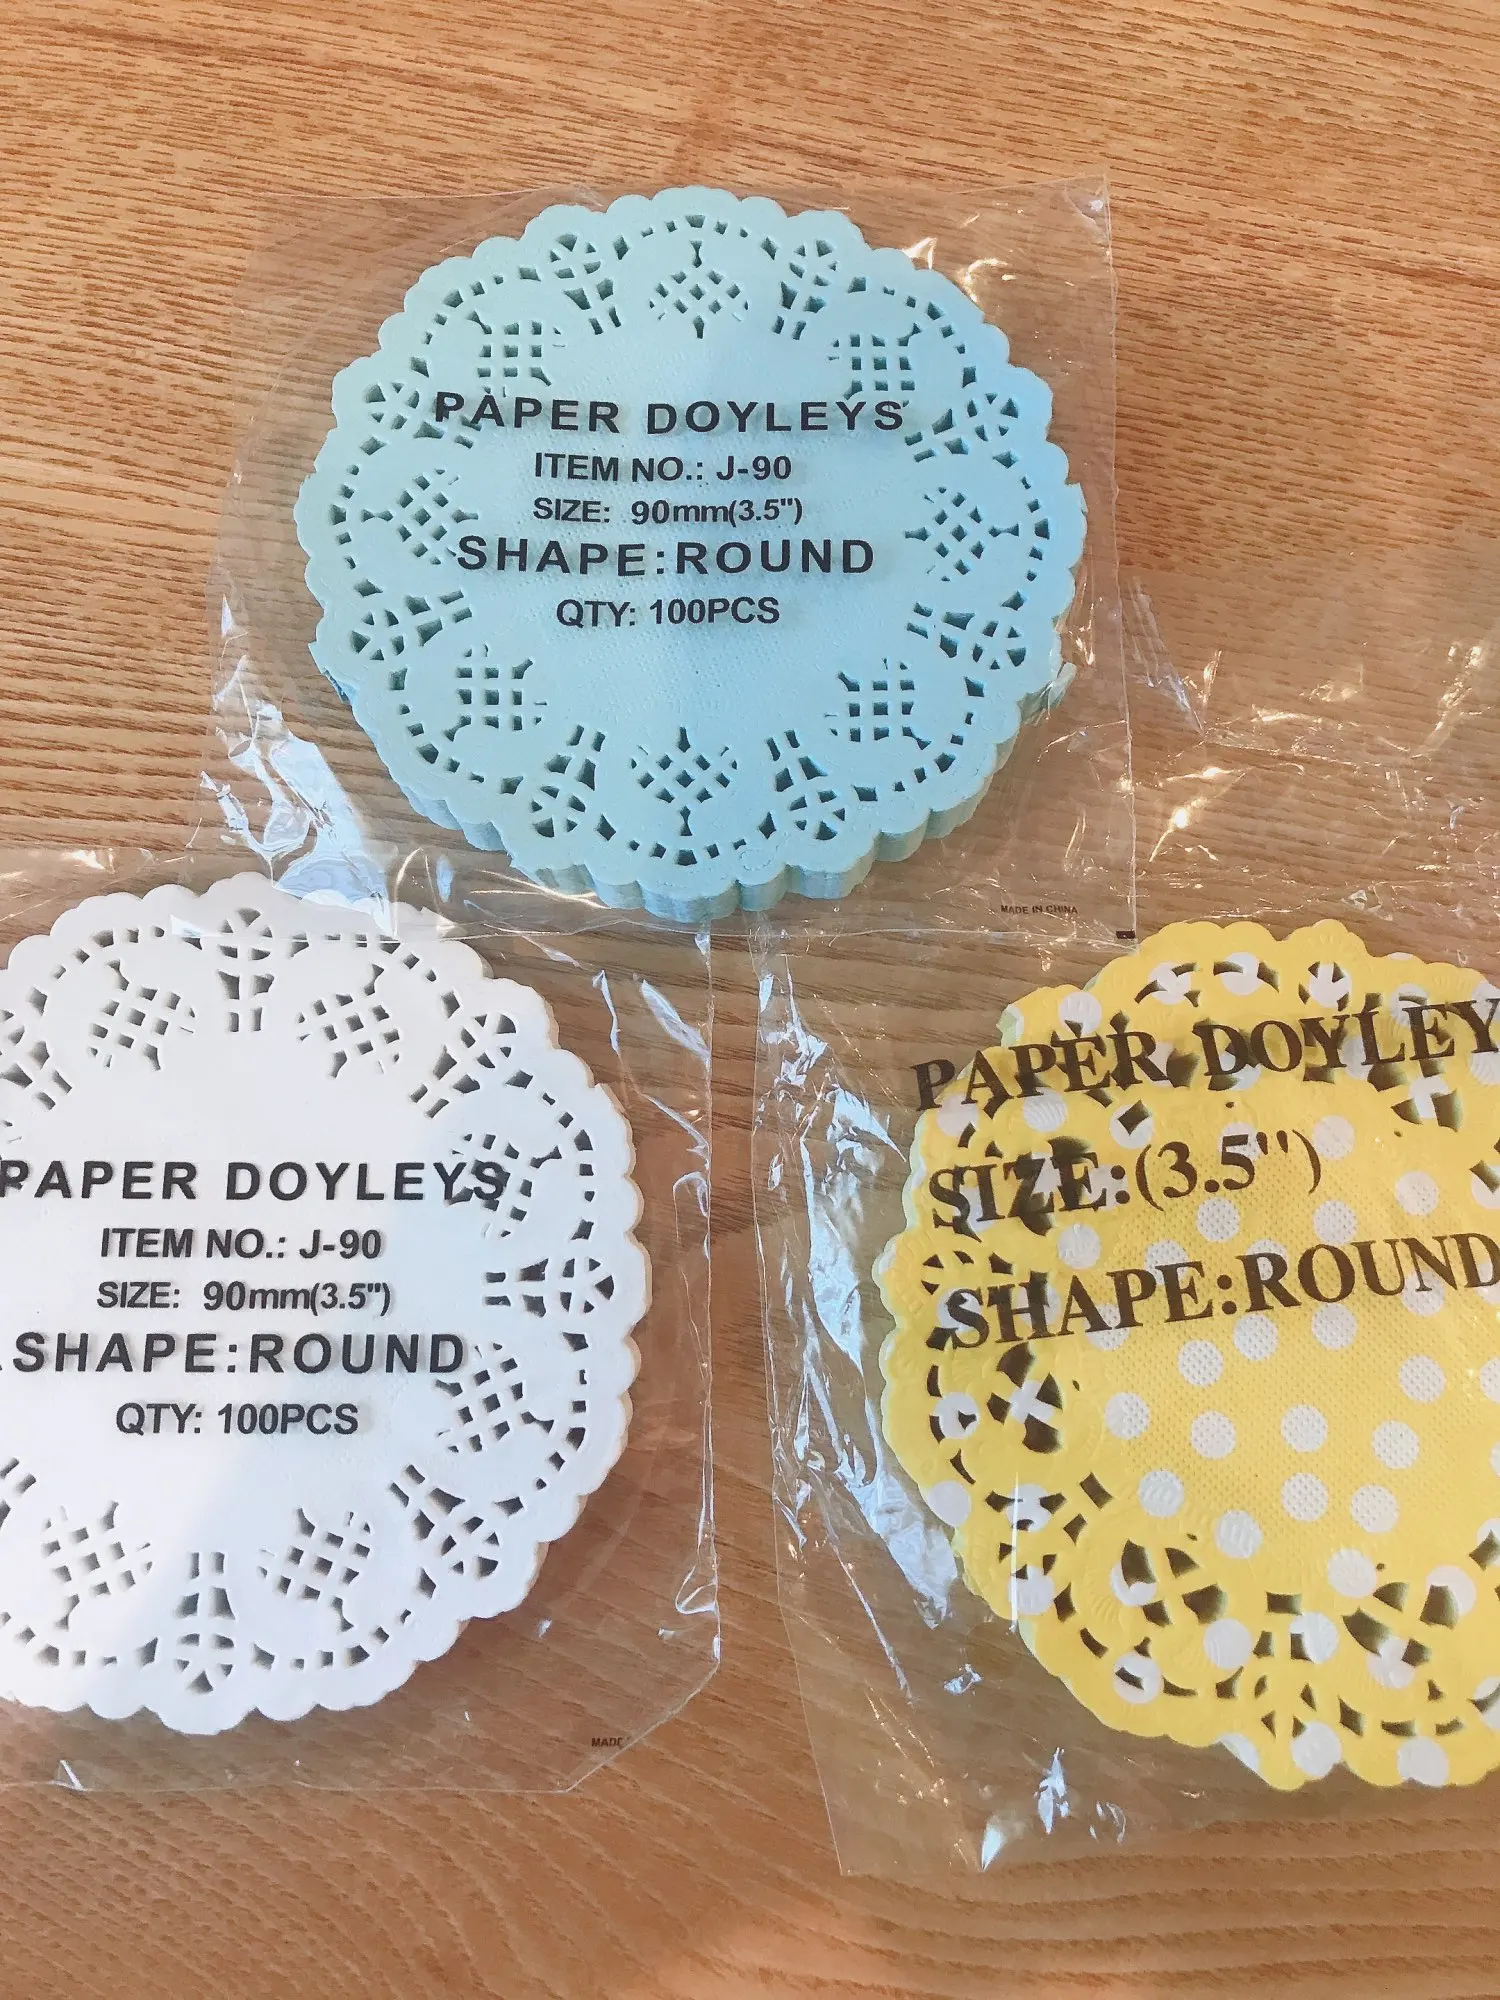 PAPER DOYLEYS
ITEM NO.: J-90
SIZE: 90mm(3.5")
SHAPE:ROUND
QTY: 100PCS
MADE IN CHINA
PAPER DOYLEYS
ITEM NO.: J-90
SIZE: 90mm(3.5")
SHAPE:ROUND
QTY: 100PCS
MADE
PAPER DOYLEY
SIZE:(3.5'')
SHAPE:ROUND